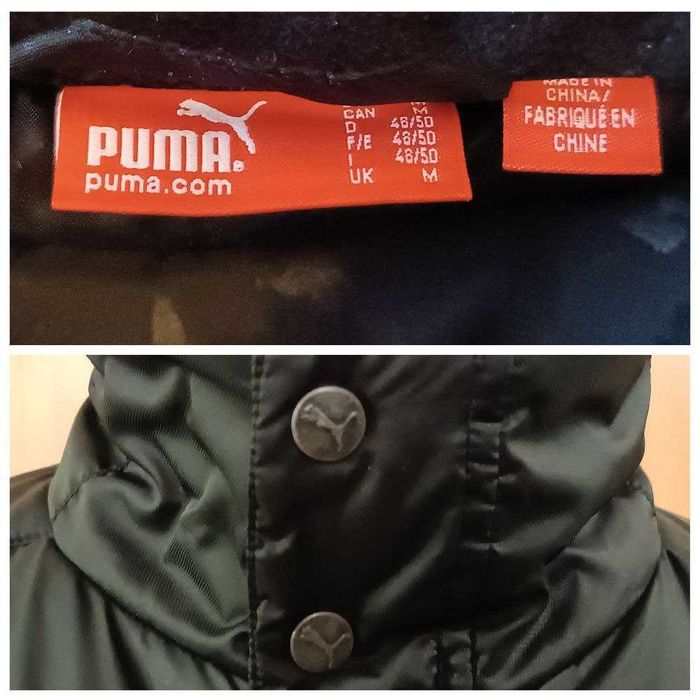 PUMA®
puma.com
CAN M
D 48/50
F/E 48/50
I 48/50
UK M
MADE IN
CHINA/
FABRIQUÉ EN
CHINE